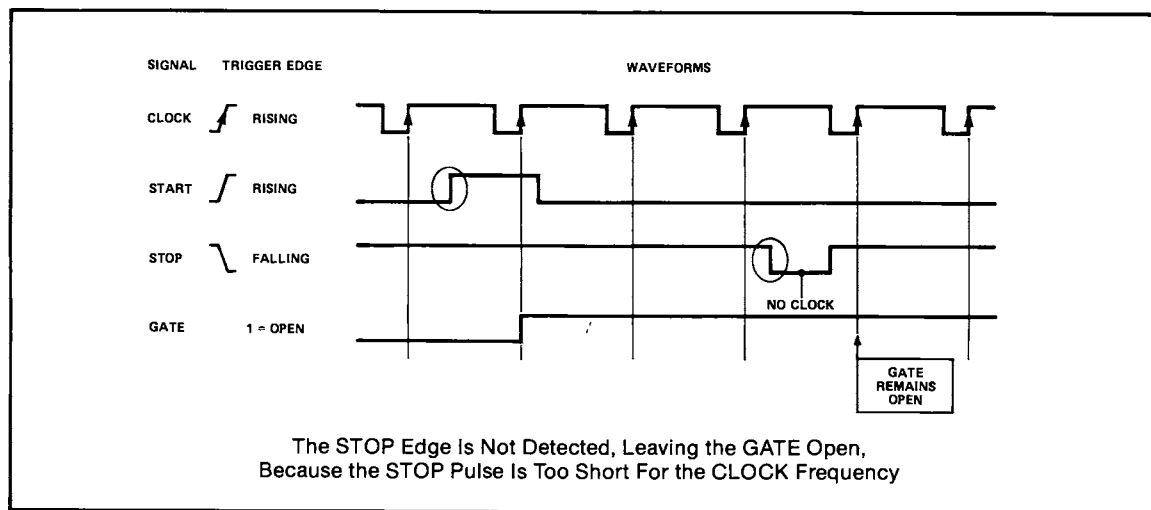 SIGNAL TRIGGER EDGE WAVEFORMS
CLOCK RISING
START RISING
STOP FALLING
NO CLOCK
GATE 1 = OPEN
GATE
REMAINS
OPEN
The STOP Edge Is Not Detected, Leaving the GATE Open,
Because the STOP Pulse Is Too Short For the CLOCK Frequency